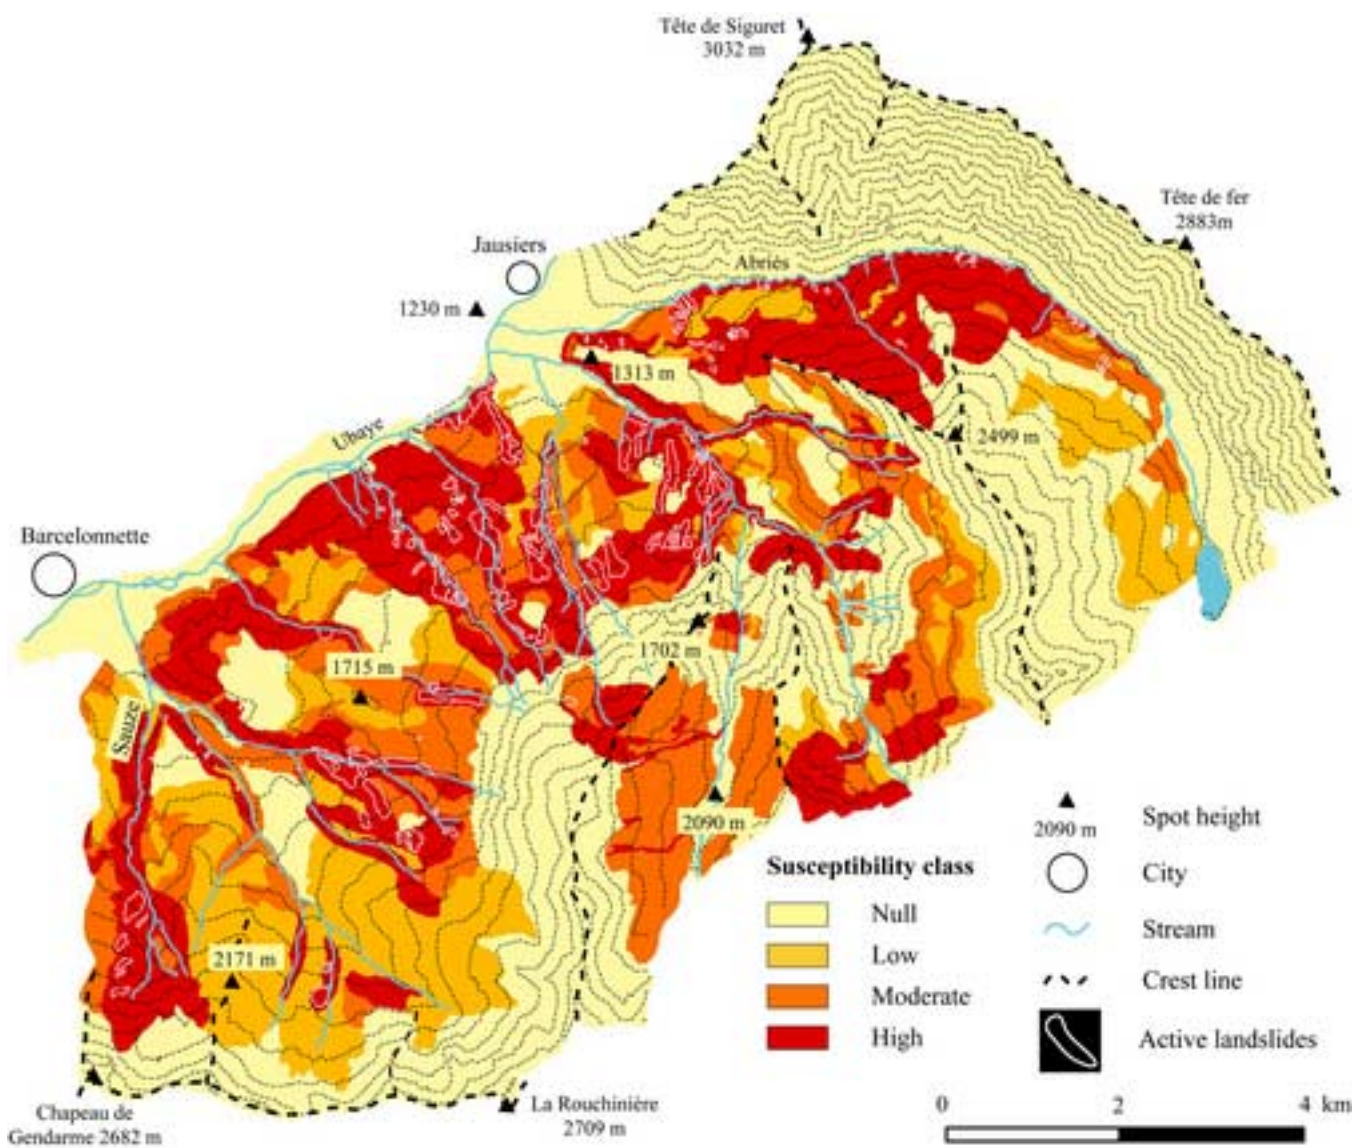 Tête de Siguret
3032 m
Tête de fer
2883m
Jausiers
Abriès
1230 m
1313 m
Ubaye
2499 m
Barcelonnette
1702 m
1715 m
Sauze
2090 m
2171 m
Susceptibility class
Null
Low
Moderate
High
2090 m
Spot height
City
Stream
Crest line
Active landslides
Chapeau de
Gendarme 2682 m
La Rouchinière
2709 m
0 2 4 km